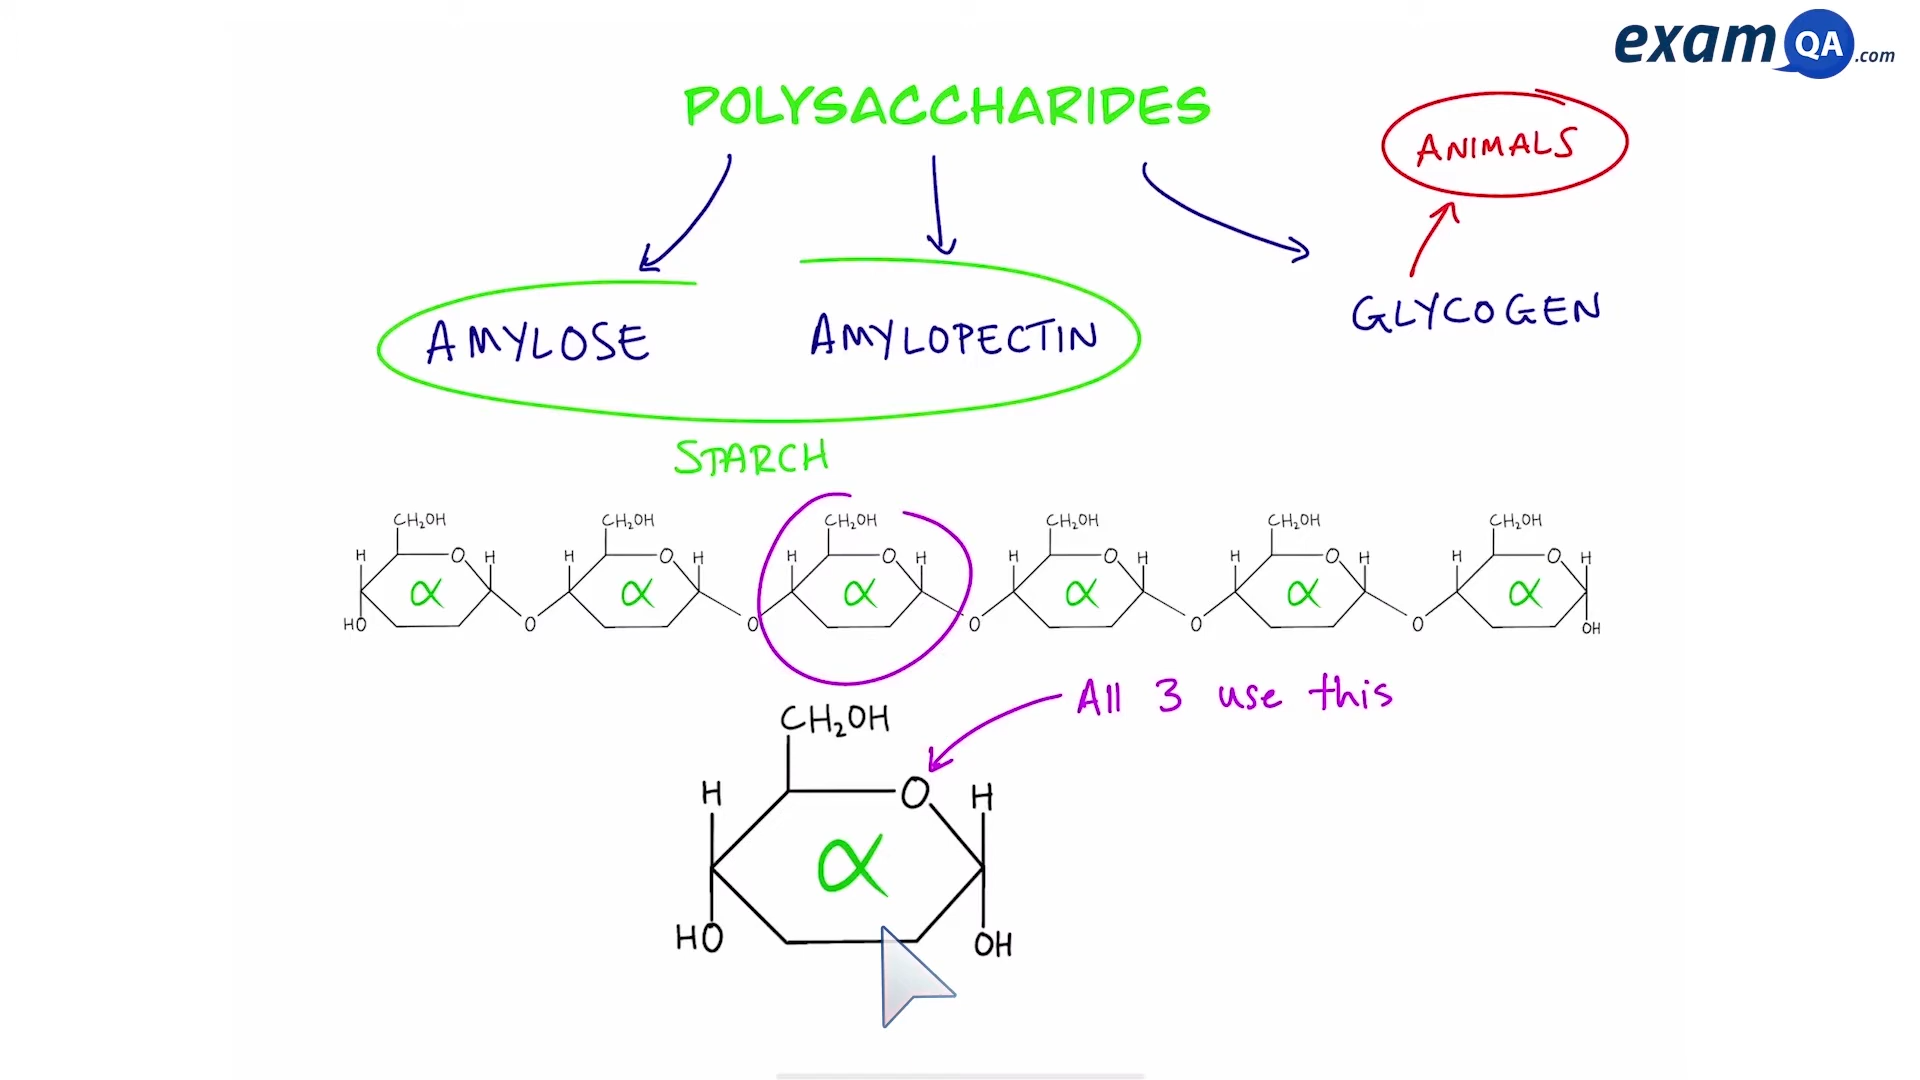 examQA.com
POLYSACCHARIDES
ANIMALS
AMYLOSE
AMYLOPECTIN
GLYCOGEN
STARCH
CH₂OH CH₂OH CH₂OH CH₂OH CH₂OH CH₂OH
H O H H O H H O H H O H H O H H O H
α α α α α α
HO O O O O O OH
All 3 use this
CH₂OH
H O H
α
HO OH